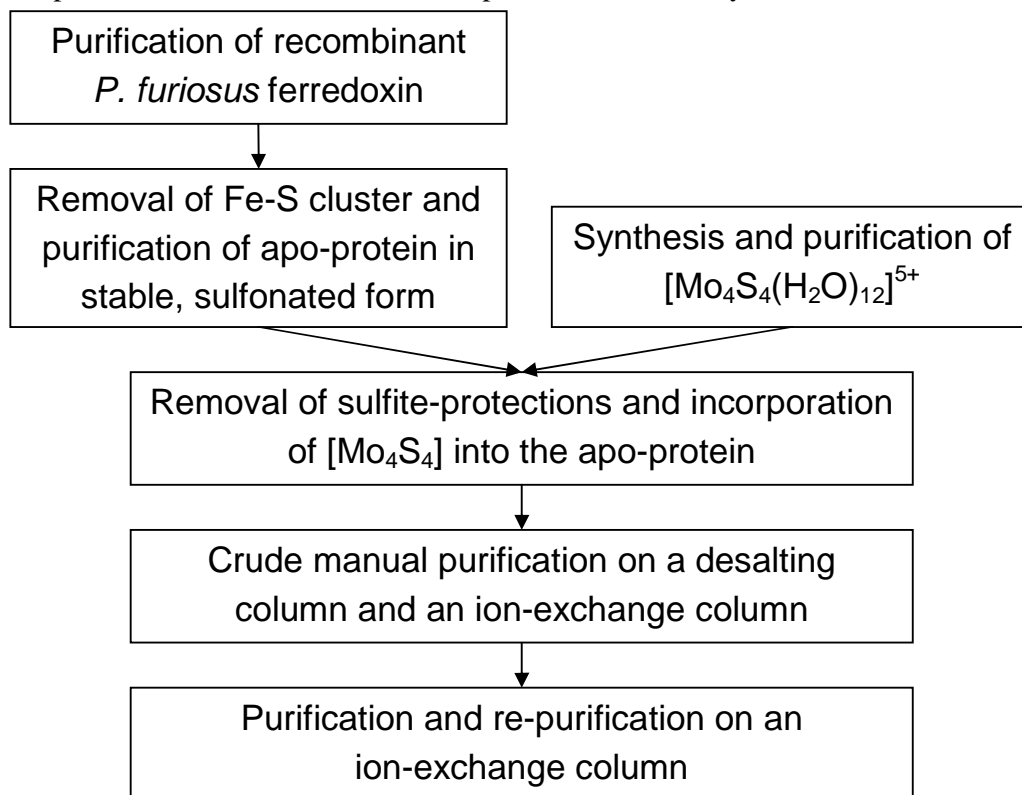 Purification of recombinant
P. furiosus ferredoxin
Removal of Fe-S cluster and
purification of apo-protein in
stable, sulfonated form
Synthesis and purification of
[Mo₄S₄(H₂O)₁₂]⁵⁺
Removal of sulfite-protections and incorporation
of [Mo₄S₄] into the apo-protein
Crude manual purification on a desalting
column and an ion-exchange column
Purification and re-purification on an
ion-exchange column